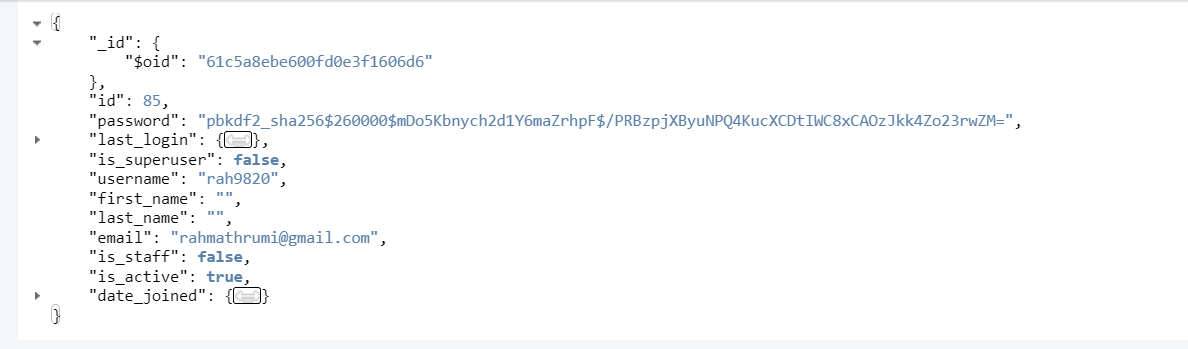 {
"_id": {
"$oid": "61c5a8ebe600fd0e3f1606d6"
},
"id": 85,
"password": "pbkdf2_sha256$260000$mDo5Kbnych2d1Y6maZrhpF$/PRBzpjXByuNPQ4KucXCDtIWC8xCAOzJkk4Zo23rwZM=",
"last_login": {},
"is_superuser": false,
"username": "rah9820",
"first_name": "",
"last_name": "",
"email": "rahmathrumi@gmail.com",
"is_staff": false,
"is_active": true,
"date_joined": {}
}